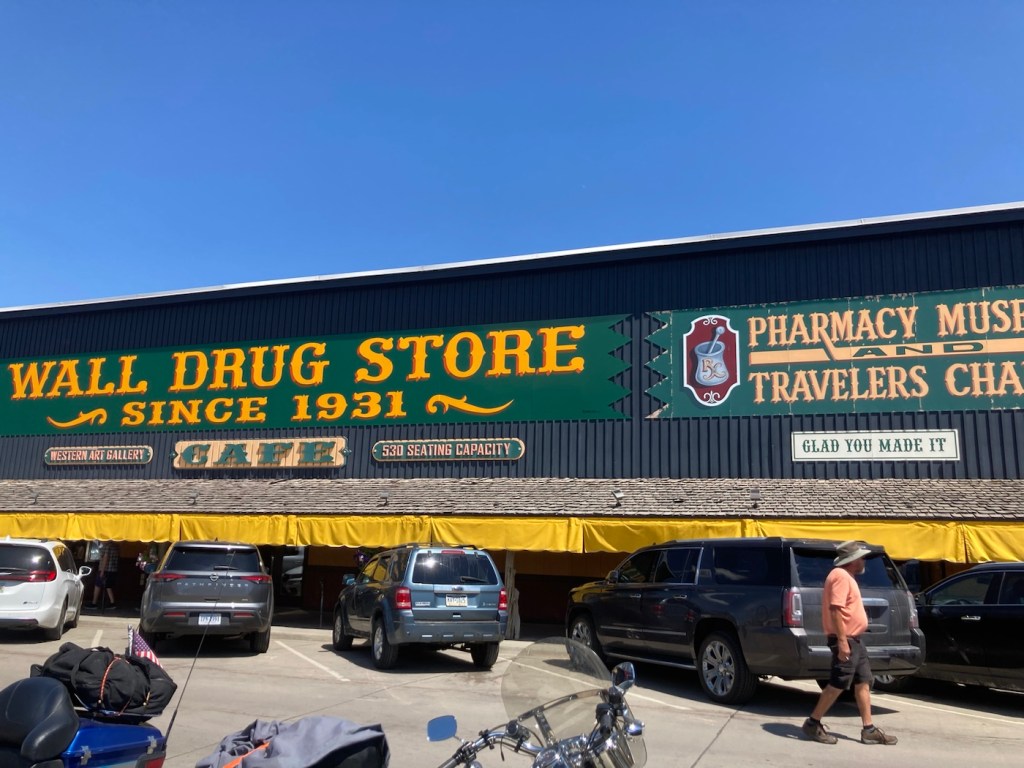 WALL DRUG STORE
SINCE 1931
PHARMACY MUSE
AND
TRAVELERS CHA
WESTERN ART GALLERY
CAFE
530 SEATING CAPACITY
GLAD YOU MADE IT